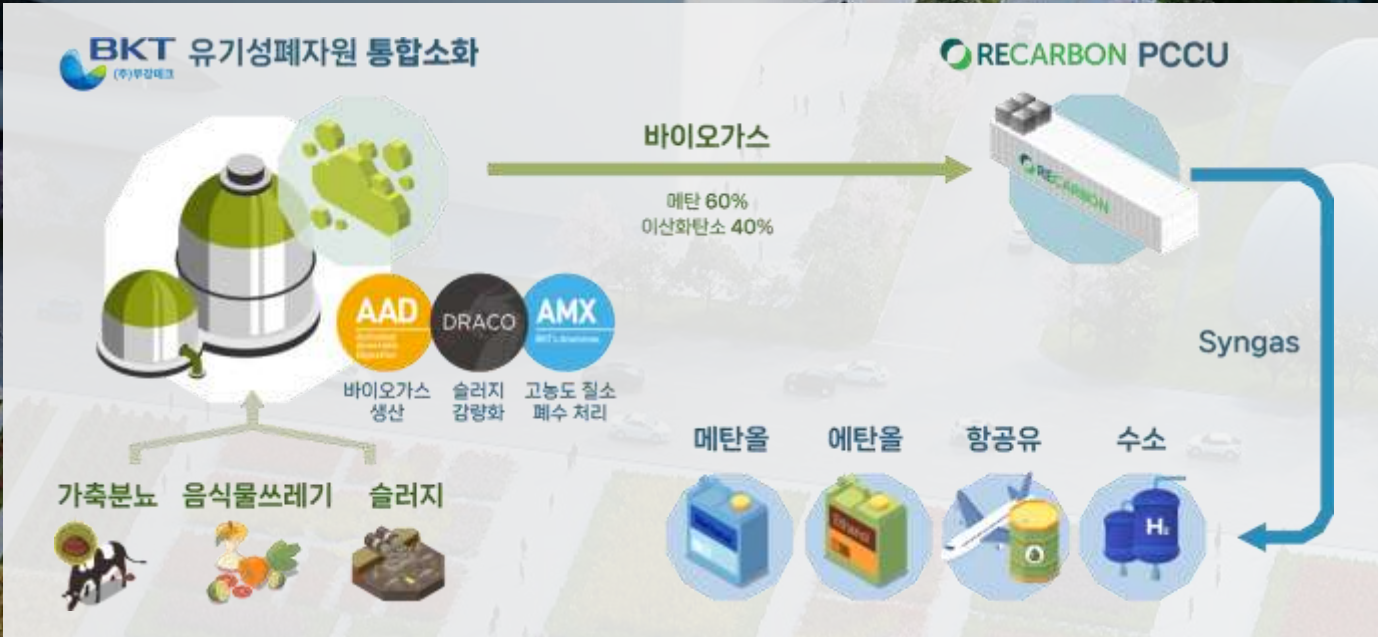 BKT 유기성폐자원 통합소화
(주)부강테크
RECARBON PCCU
바이오가스
메탄 60%
이산화탄소 40%
RECARBON
AAD
DRACO
AMX
바이오가스
생산
슬러지
감량화
고농도 질소
폐수 처리
Syngas
가축분뇨
음식물쓰레기
슬러지
메탄올
에탄올
항공유
수소
Ethanol
H₂